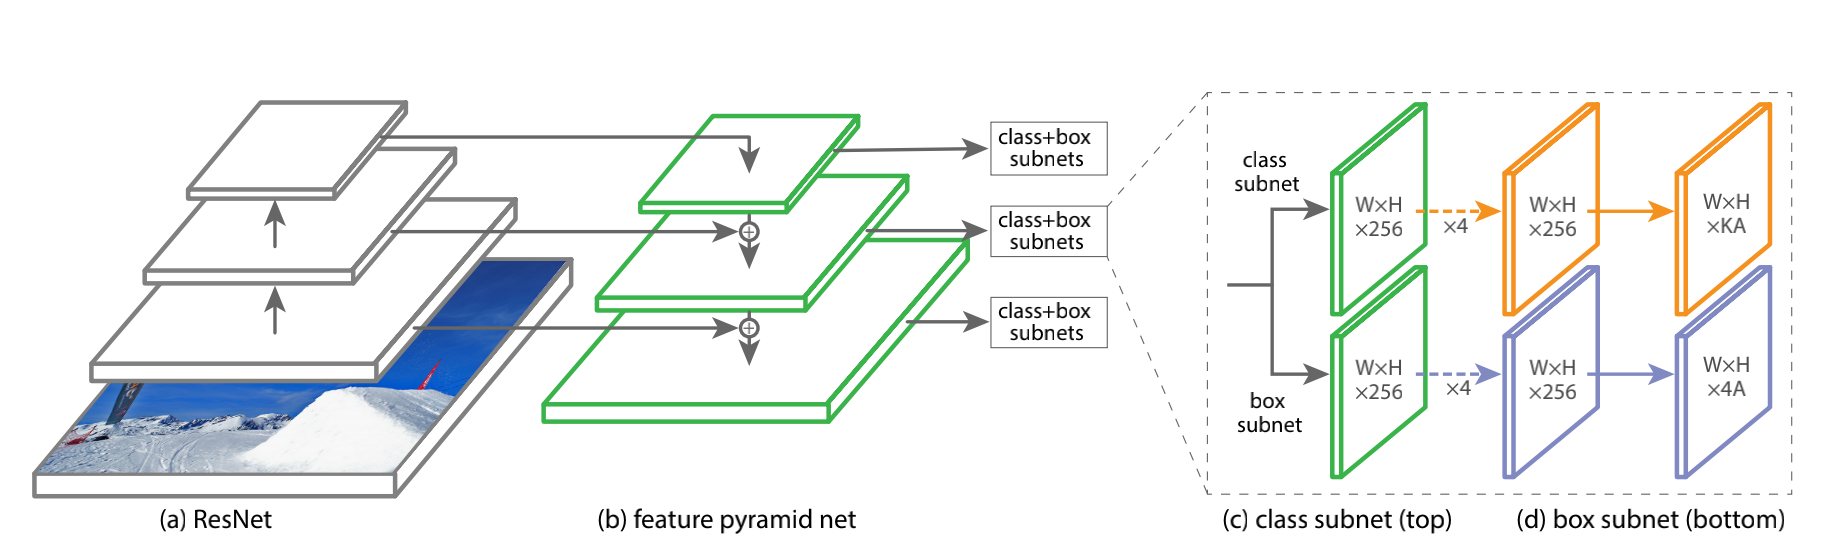 class+box
subnets
class+box
subnets
class+box
subnets
class
subnet
W×H
×256
×4
W×H
×256
W×H
×KA
box
subnet
W×H
×256
×4
W×H
×256
W×H
×4A
(a) ResNet
(b) feature pyramid net
(c) class subnet (top)
(d) box subnet (bottom)